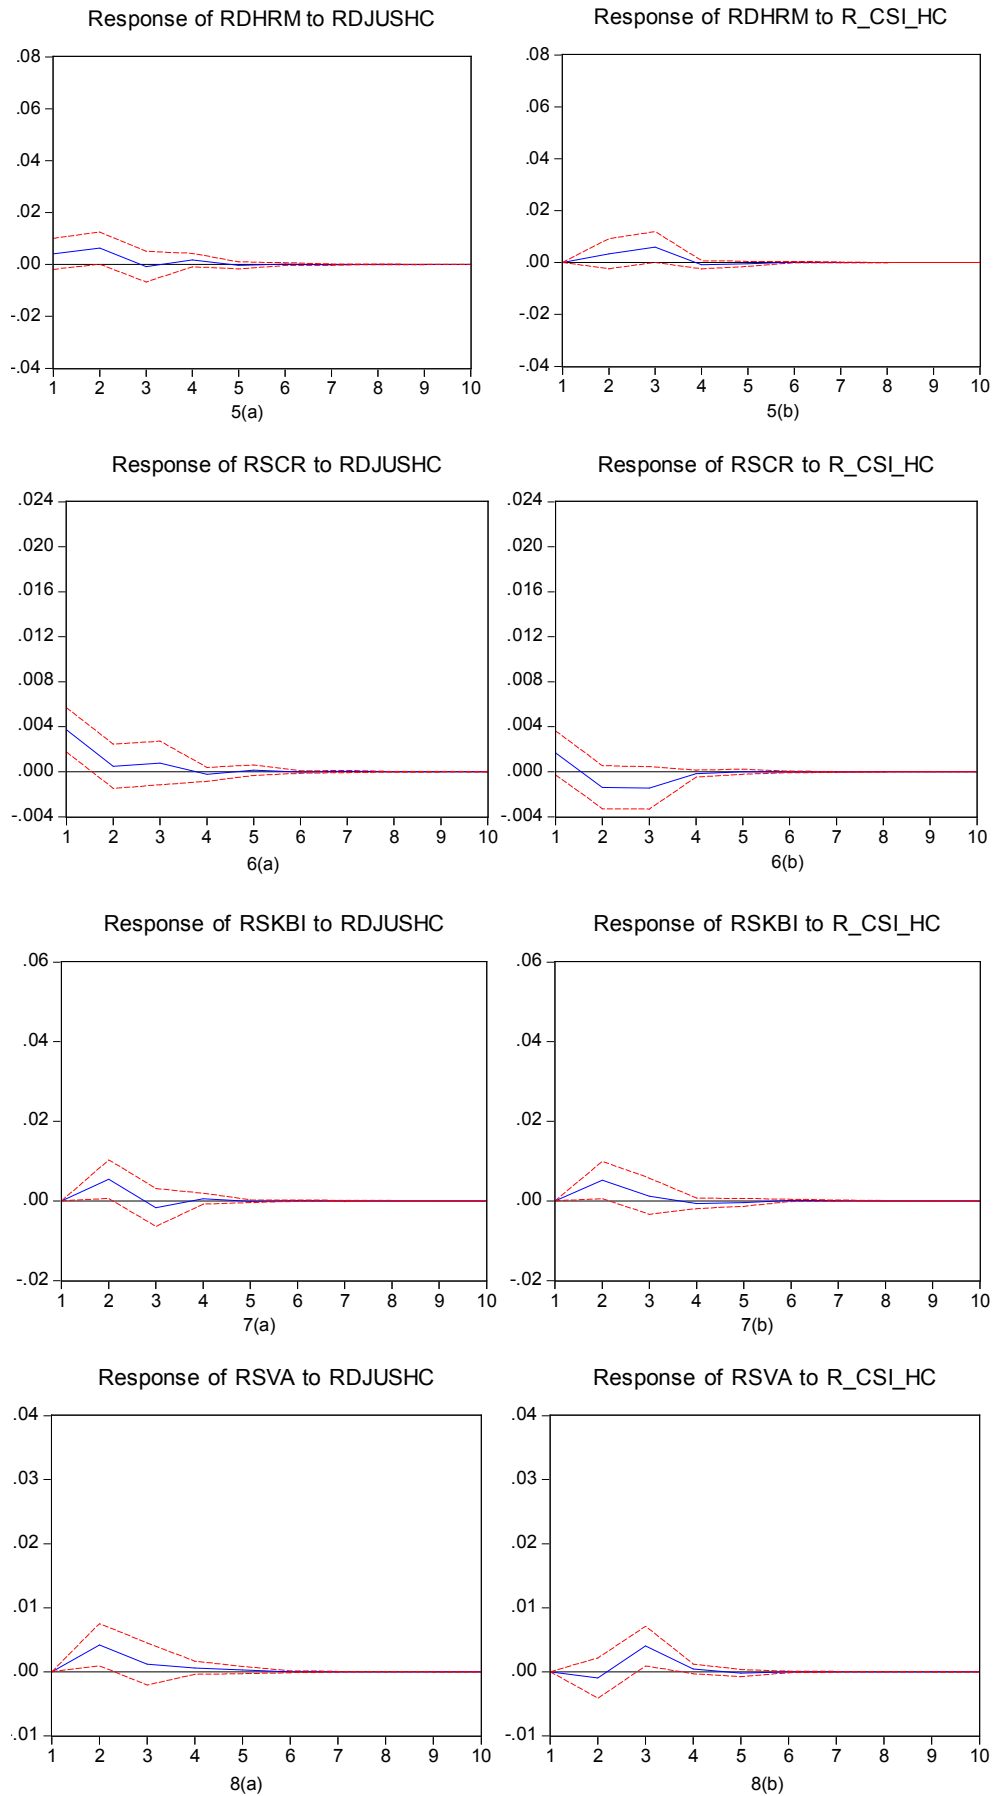 Response of RDHRM to RDJUSHC
.08
.06
.04
.02
.00
-.02
-.04
1 2 3 4 5 6 7 8 9 10
5(a)
Response of RDHRM to R_CSI_HC
.08
.06
.04
.02
.00
-.02
-.04
1 2 3 4 5 6 7 8 9 10
5(b)
Response of RSCR to RDJUSHC
.024
.020
.016
.012
.008
.004
.000
-.004
1 2 3 4 5 6 7 8 9 10
6(a)
Response of RSCR to R_CSI_HC
.024
.020
.016
.012
.008
.004
.000
-.004
1 2 3 4 5 6 7 8 9 10
6(b)
Response of RSKBI to RDJUSHC
.06
.04
.02
.00
-.02
1 2 3 4 5 6 7 8 9 10
7(a)
Response of RSKBI to R_CSI_HC
.06
.04
.02
.00
-.02
1 2 3 4 5 6 7 8 9 10
7(b)
Response of RSVA to RDJUSHC
.04
.03
.02
.01
.00
-.01
1 2 3 4 5 6 7 8 9 10
8(a)
Response of RSVA to R_CSI_HC
.04
.03
.02
.01
.00
-.01
1 2 3 4 5 6 7 8 9 10
8(b)